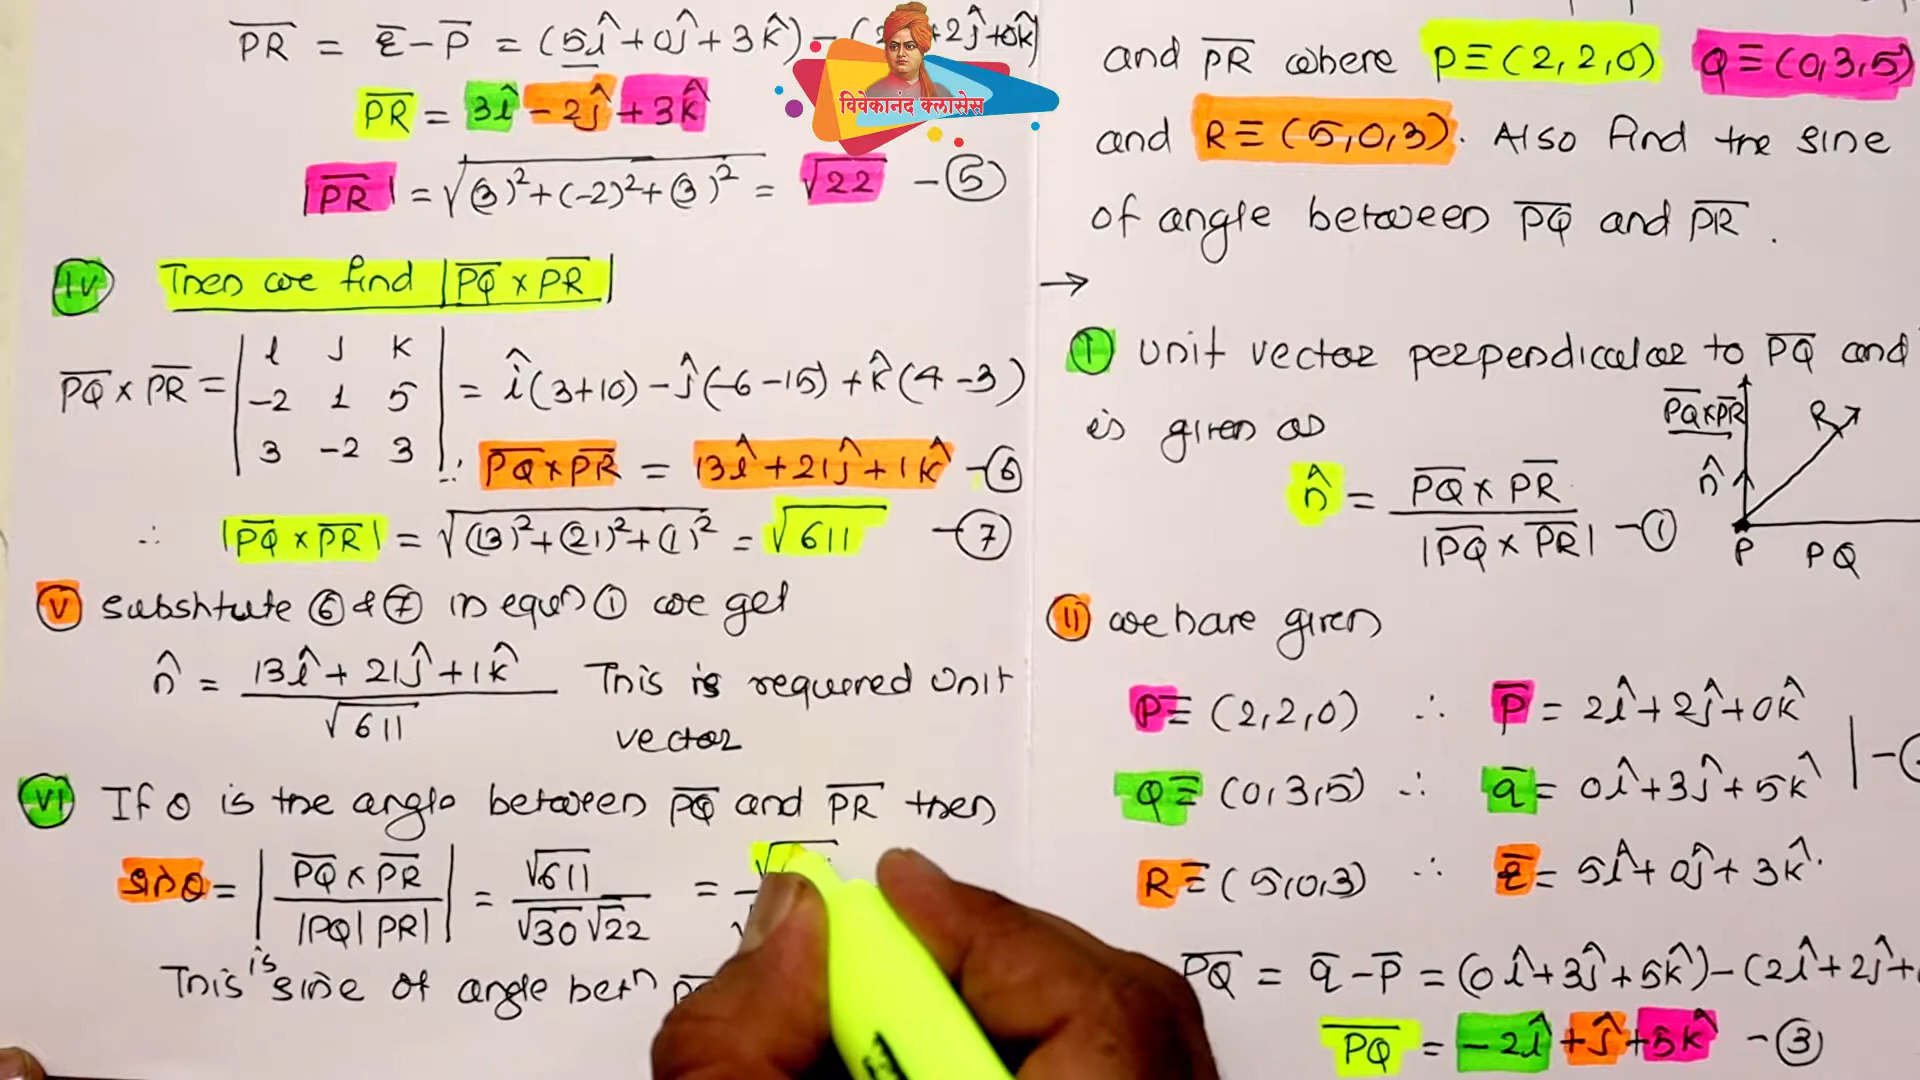 PR = r - P = (5î+0ĵ+3k̂) - (2 +2ĵ+0k̂)
PR = 3î - 2ĵ + 3k̂
|PR| = √(3)²+(-2)²+(3)² = √22 - ⑤
iv Then we find |PQ × PR|
PQ × PR = | i j k = î(3+10) - ĵ(-6-15) + k̂(4-3)
-2 1 5
3 -2 3 |
∴ PQ × PR = 13î + 21ĵ + 1k̂ - ⑥
∴ |PQ × PR| = √(13)²+(21)²+(1)² = √611 - ⑦
v substitute ⑥ & ⑦ in equn ① we get
n̂ = 13î + 21ĵ + 1k̂ / √611 This is required unit
vector
vi If θ is the angle between PQ and PR then
sinθ = | PQ × PR / |PQ| PR| | = √611 / √30 √22 = √
This is sine of angle betn
विवेकानंद क्लासेस
and PR where P≡(2,2,0) Q≡(0,3,5)
and R≡(5,0,3). Also find the sine
of angle between PQ and PR.
→
I unit vector perpendicular to PQ and
is given as
n̂ = PQ × PR / |PQ × PR| - ①
PQ×PR
R
n̂
P PQ
II we have given
P≡ (2,2,0) ∴ P = 2î+2ĵ+0k̂
Q≡ (0,3,5) ∴ q = 0î+3ĵ+5k̂
R≡ (5,0,3) ∴ r = 5î+0ĵ+3k̂.
PQ = q - P = (0î+3ĵ+5k̂)-(2î+2ĵ+
PQ = -2î+ĵ+5k̂ - ③